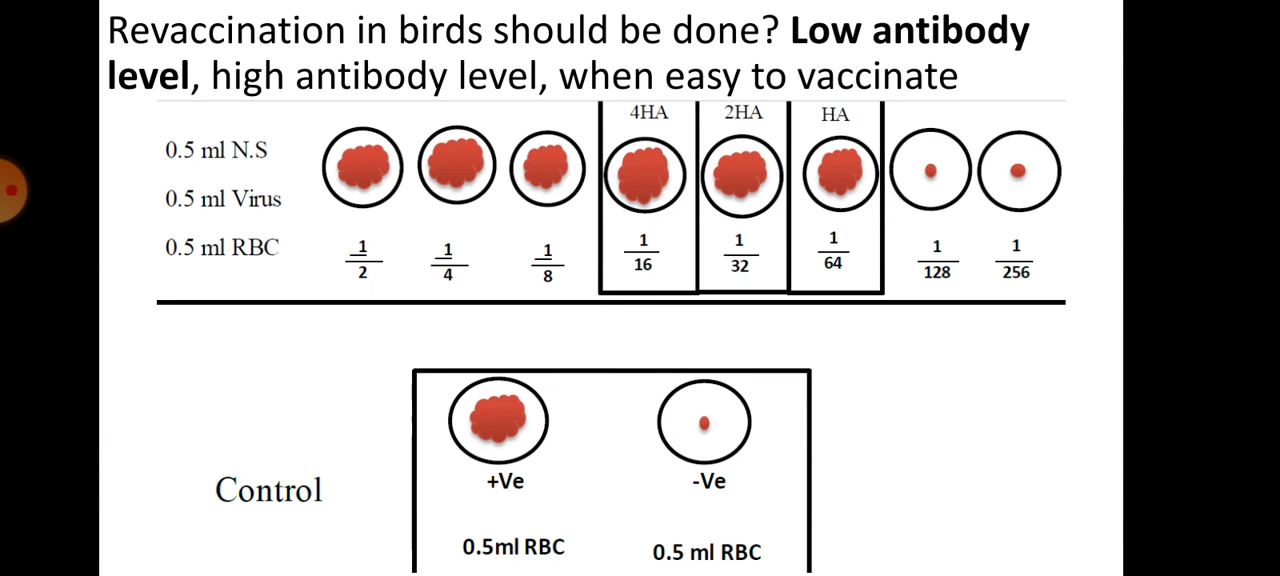 Revaccination in birds should be done? Low antibody
level, high antibody level, when easy to vaccinate
4HA 2HA HA
0.5 ml N.S
0.5 ml Virus
0.5 ml RBC
1/2 1/4 1/8 1/16 1/32 1/64 1/128 1/256
+Ve -Ve
Control
0.5ml RBC 0.5 ml RBC